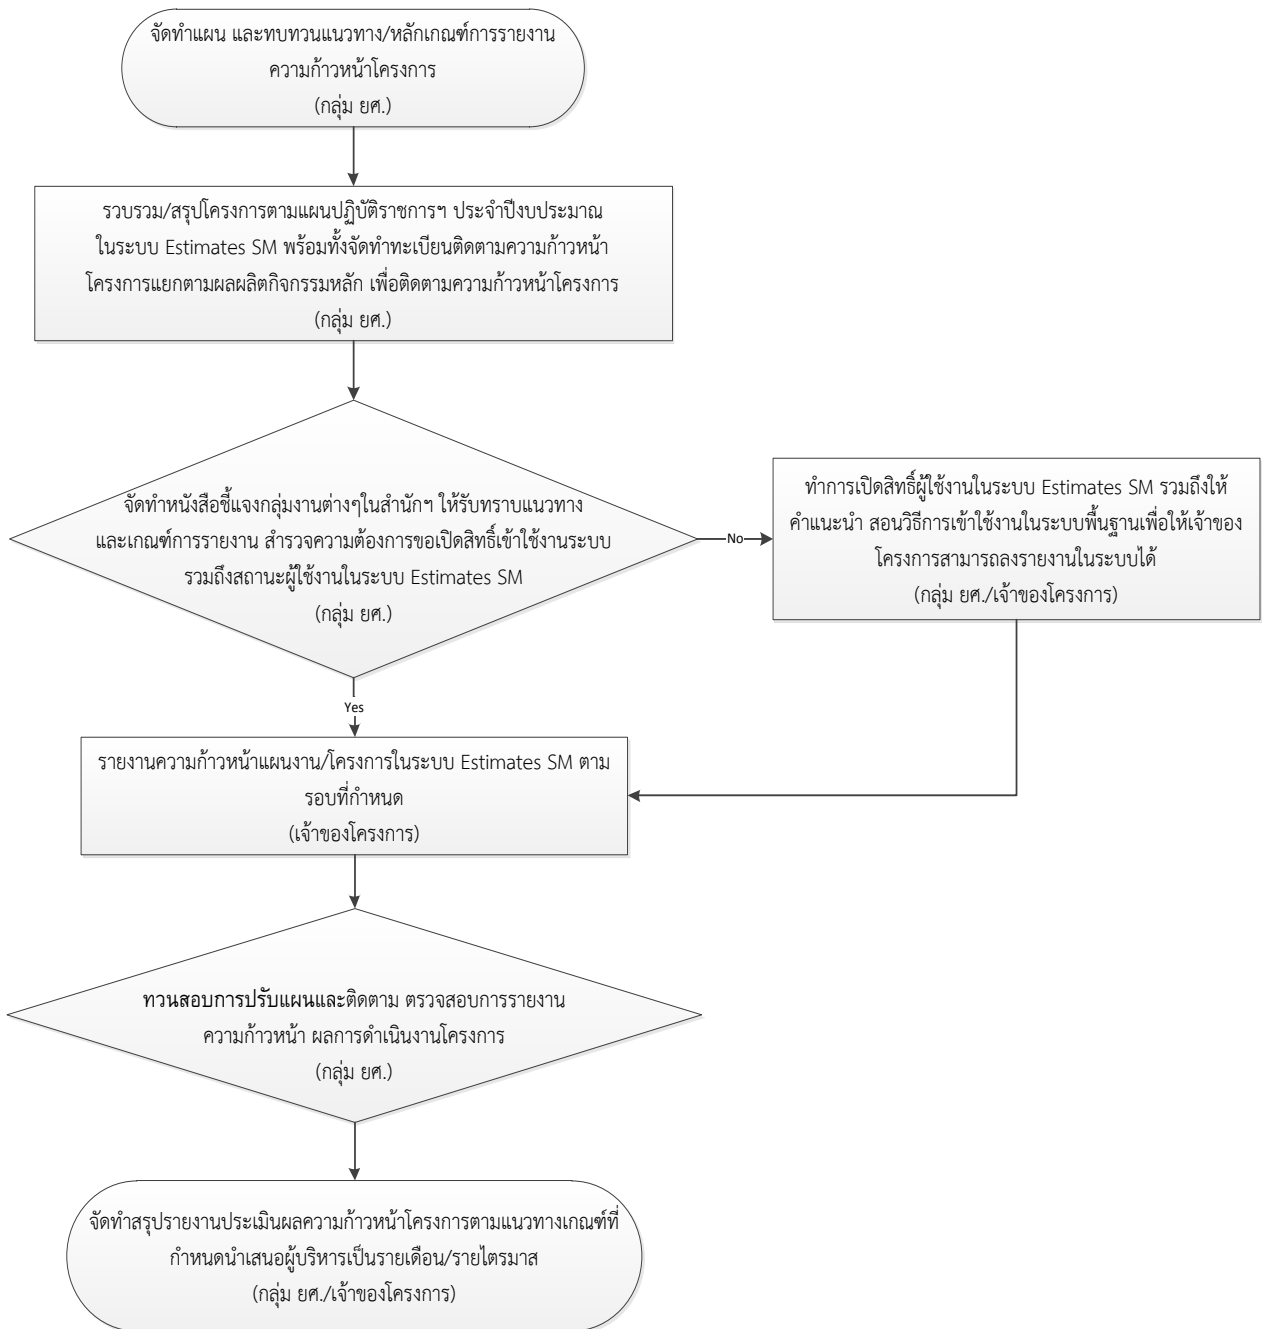 จัดทำแผน และทบทวนแนวทาง/หลักเกณฑ์การรายงาน
ความก้าวหน้าโครงการ
(กลุ่ม ยศ.)
รวบรวม/สรุปโครงการตามแผนปฏิบัติราชการฯ ประจำปีงบประมาณ
ในระบบ Estimates SM พร้อมทั้งจัดทำทะเบียนติดตามความก้าวหน้า
โครงการแยกตามผลผลิตกิจกรรมหลัก เพื่อติดตามความก้าวหน้าโครงการ
(กลุ่ม ยศ.)
จัดทำหนังสือชี้แจงกลุ่มงานต่างๆในสำนักฯ ให้รับทราบแนวทาง
และเกณฑ์การรายงาน สำรวจความต้องการขอเปิดสิทธิ์เข้าใช้งานระบบ
รวมถึงสถานะผู้ใช้งานในระบบ Estimates SM
(กลุ่ม ยศ.)
No
ทำการเปิดสิทธิ์ผู้ใช้งานในระบบ Estimates SM รวมถึงให้
คำแนะนำ สอนวิธีการเข้าใช้งานในระบบพื้นฐานเพื่อให้เจ้าของ
โครงการสามารถลงรายงานในระบบได้
(กลุ่ม ยศ./เจ้าของโครงการ)
Yes
รายงานความก้าวหน้าแผนงาน/โครงการในระบบ Estimates SM ตาม
รอบที่กำหนด
(เจ้าของโครงการ)
ทวนสอบการปรับแผนและติดตาม ตรวจสอบการรายงาน
ความก้าวหน้า ผลการดำเนินงานโครงการ
(กลุ่ม ยศ.)
จัดทำสรุปรายงานประเมินผลความก้าวหน้าโครงการตามแนวทางเกณฑ์ที่
กำหนดนำเสนอผู้บริหารเป็นรายเดือน/รายไตรมาส
(กลุ่ม ยศ./เจ้าของโครงการ)